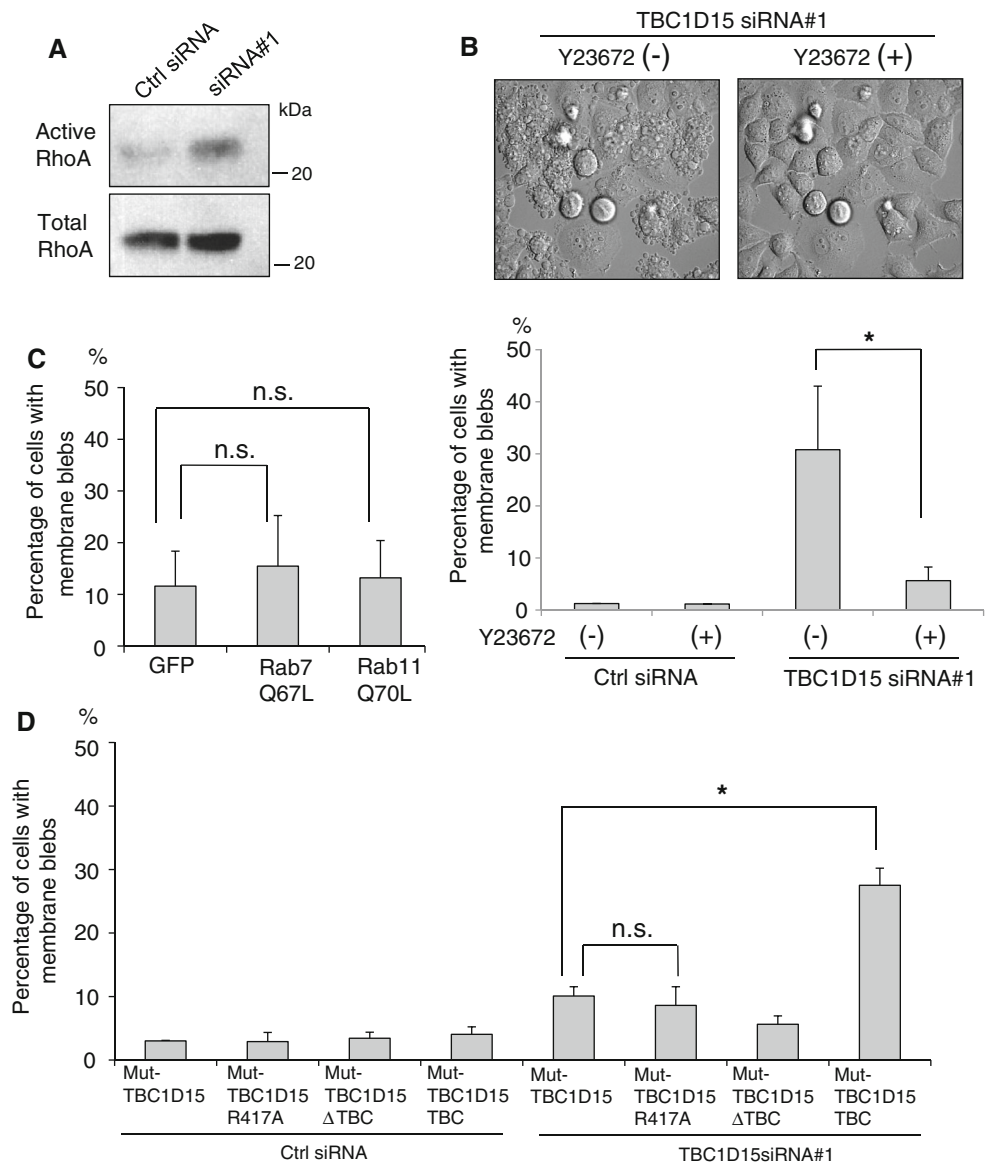 A
Ctrl siRNA
siRNA#1
kDa
Active
RhoA
20
Total
RhoA
20
B
TBC1D15 siRNA#1
Y23672 (-)
Y23672 (+)
C
%
Percentage of cells with
membrane blebs
50
40
30
20
10
0
n.s.
n.s.
GFP
Rab7
Q67L
Rab11
Q70L
%
Percentage of cells with
membrane blebs
50
40
30
20
10
0
*
Y23672
(-)
(+)
(-)
(+)
Ctrl siRNA
TBC1D15 siRNA#1
D
%
Percentage of cells with
membrane blebs
50
40
30
20
10
0
*
n.s.
Mut-
TBC1D15
Mut-
TBC1D15
R417A
Mut-
TBC1D15
ΔTBC
Mut-
TBC1D15
TBC
Mut-
TBC1D15
Mut-
TBC1D15
R417A
Mut-
TBC1D15
ΔTBC
Mut-
TBC1D15
TBC
Ctrl siRNA
TBC1D15siRNA#1